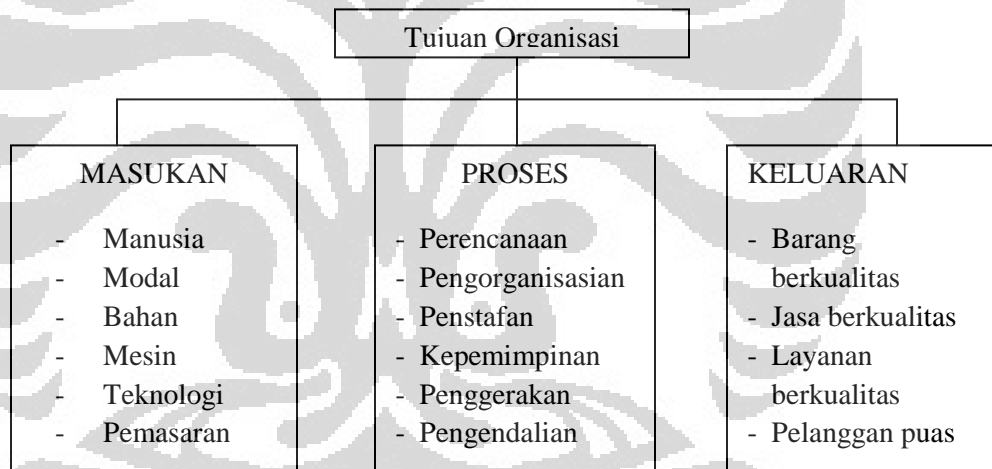 Tujuan Organisasi
MASUKAN
- Manusia
- Modal
- Bahan
- Mesin
- Teknologi
- Pemasaran
PROSES
- Perencanaan
- Pengorganisasian
- Penstafan
- Kepemimpinan
- Penggerakan
- Pengendalian
KELUARAN
- Barang
berkualitas
- Jasa berkualitas
- Layanan
berkualitas
- Pelanggan puas